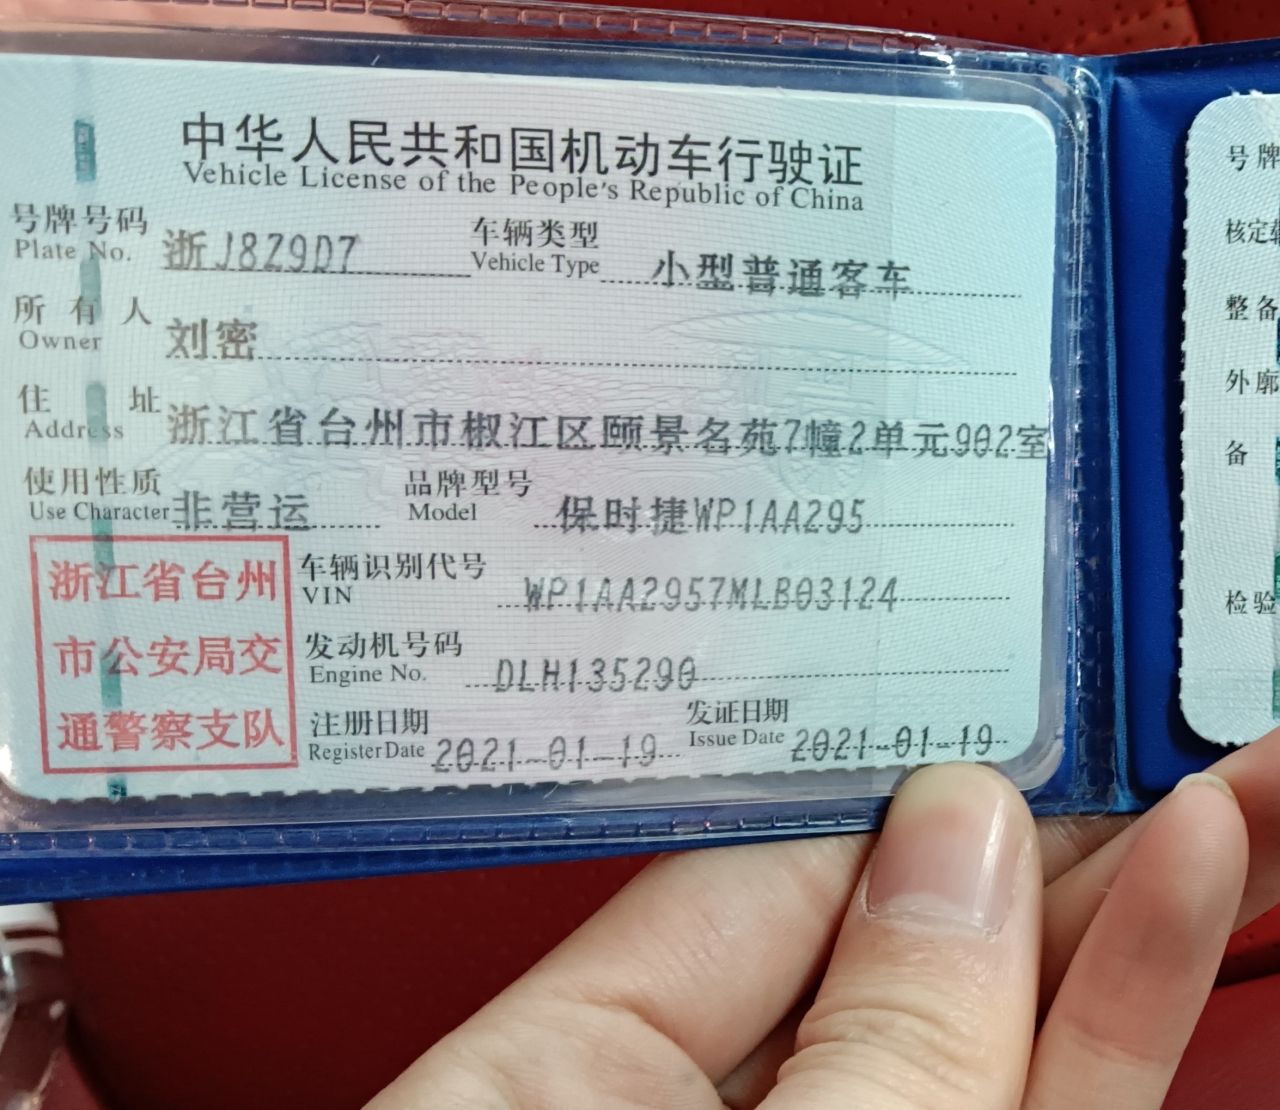 中华人民共和国机动车行驶证
Vehicle License of the People's Republic of China
号牌号码 浙J8Z9D7 车辆类型 小型普通客车
Plate No. Vehicle Type
所有人 刘密
Owner
住址 浙江省台州市椒江区颐景名苑7幢2单元902室
Address
使用性质 非营运 品牌型号 保时捷WP1AA295
Use Character Model
浙江省台州
市公安局交
通警察支队
车辆识别代号 WP1AA2957MLB03124
VIN
发动机号码 DLH135290
Engine No.
注册日期 2021-01-19 发证日期 2021-01-19
Register Date Issue Date
号牌
核定
整备
外廓
备
检验